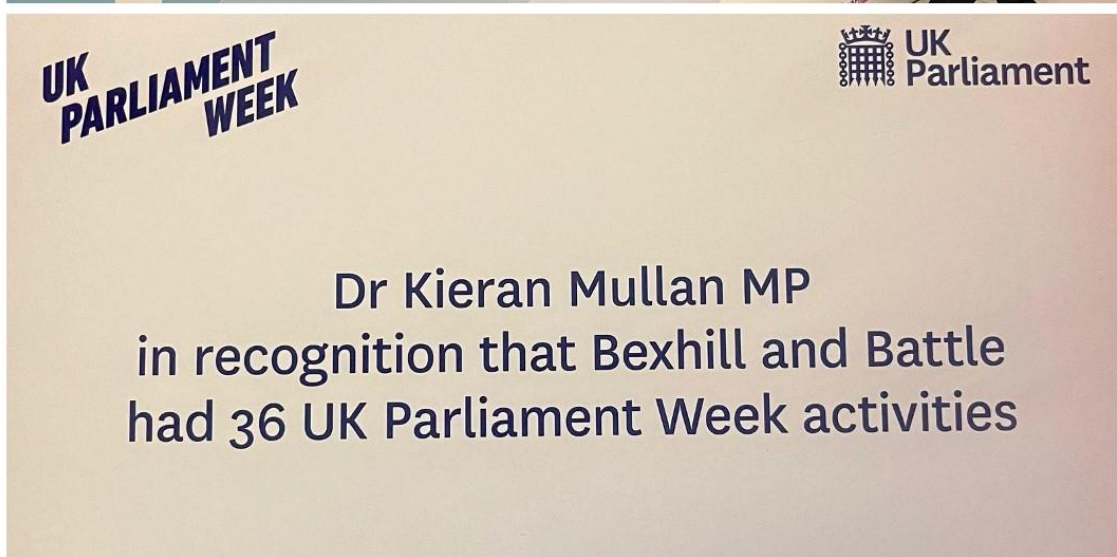 UK
PARLIAMENT
WEEK
UK
Parliament
Dr Kieran Mullan MP
in recognition that Bexhill and Battle
had 36 UK Parliament Week activities